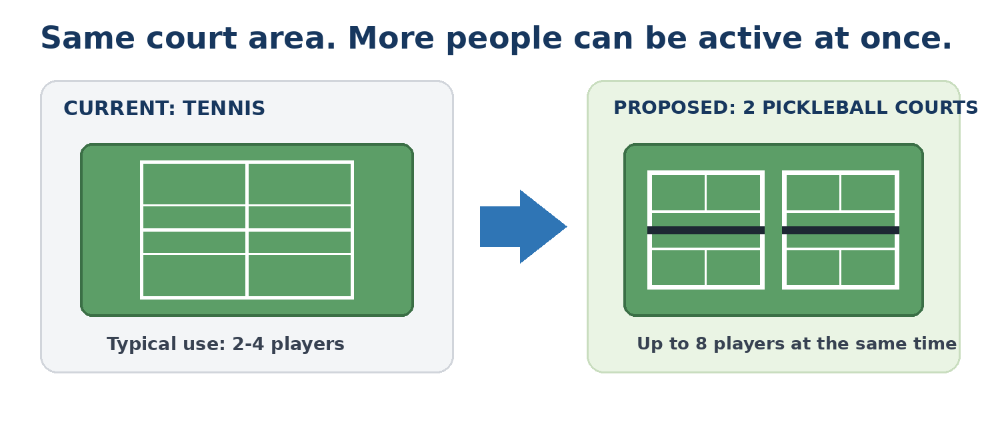 Same court area. More people can be active at once.
CURRENT: TENNIS
PROPOSED: 2 PICKLEBALL COURTS
Typical use: 2-4 players
Up to 8 players at the same time